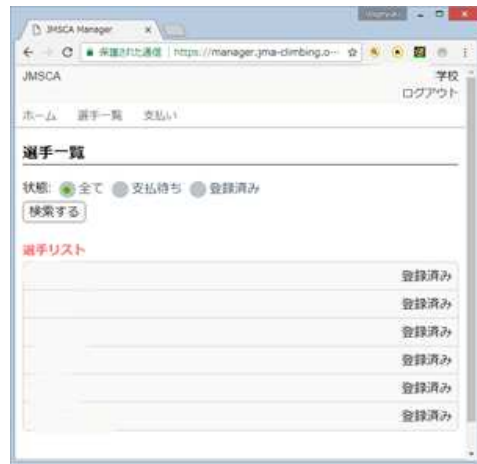 JMSCA Manager
保護された通信 https://manager.jma-climbing.o…
JMSCA
学校
ログアウト
ホーム 選手一覧 支払い
選手一覧
状態: 全て 支払待ち 登録済み
検索する
選手リスト
登録済み
登録済み
登録済み
登録済み
登録済み
登録済み